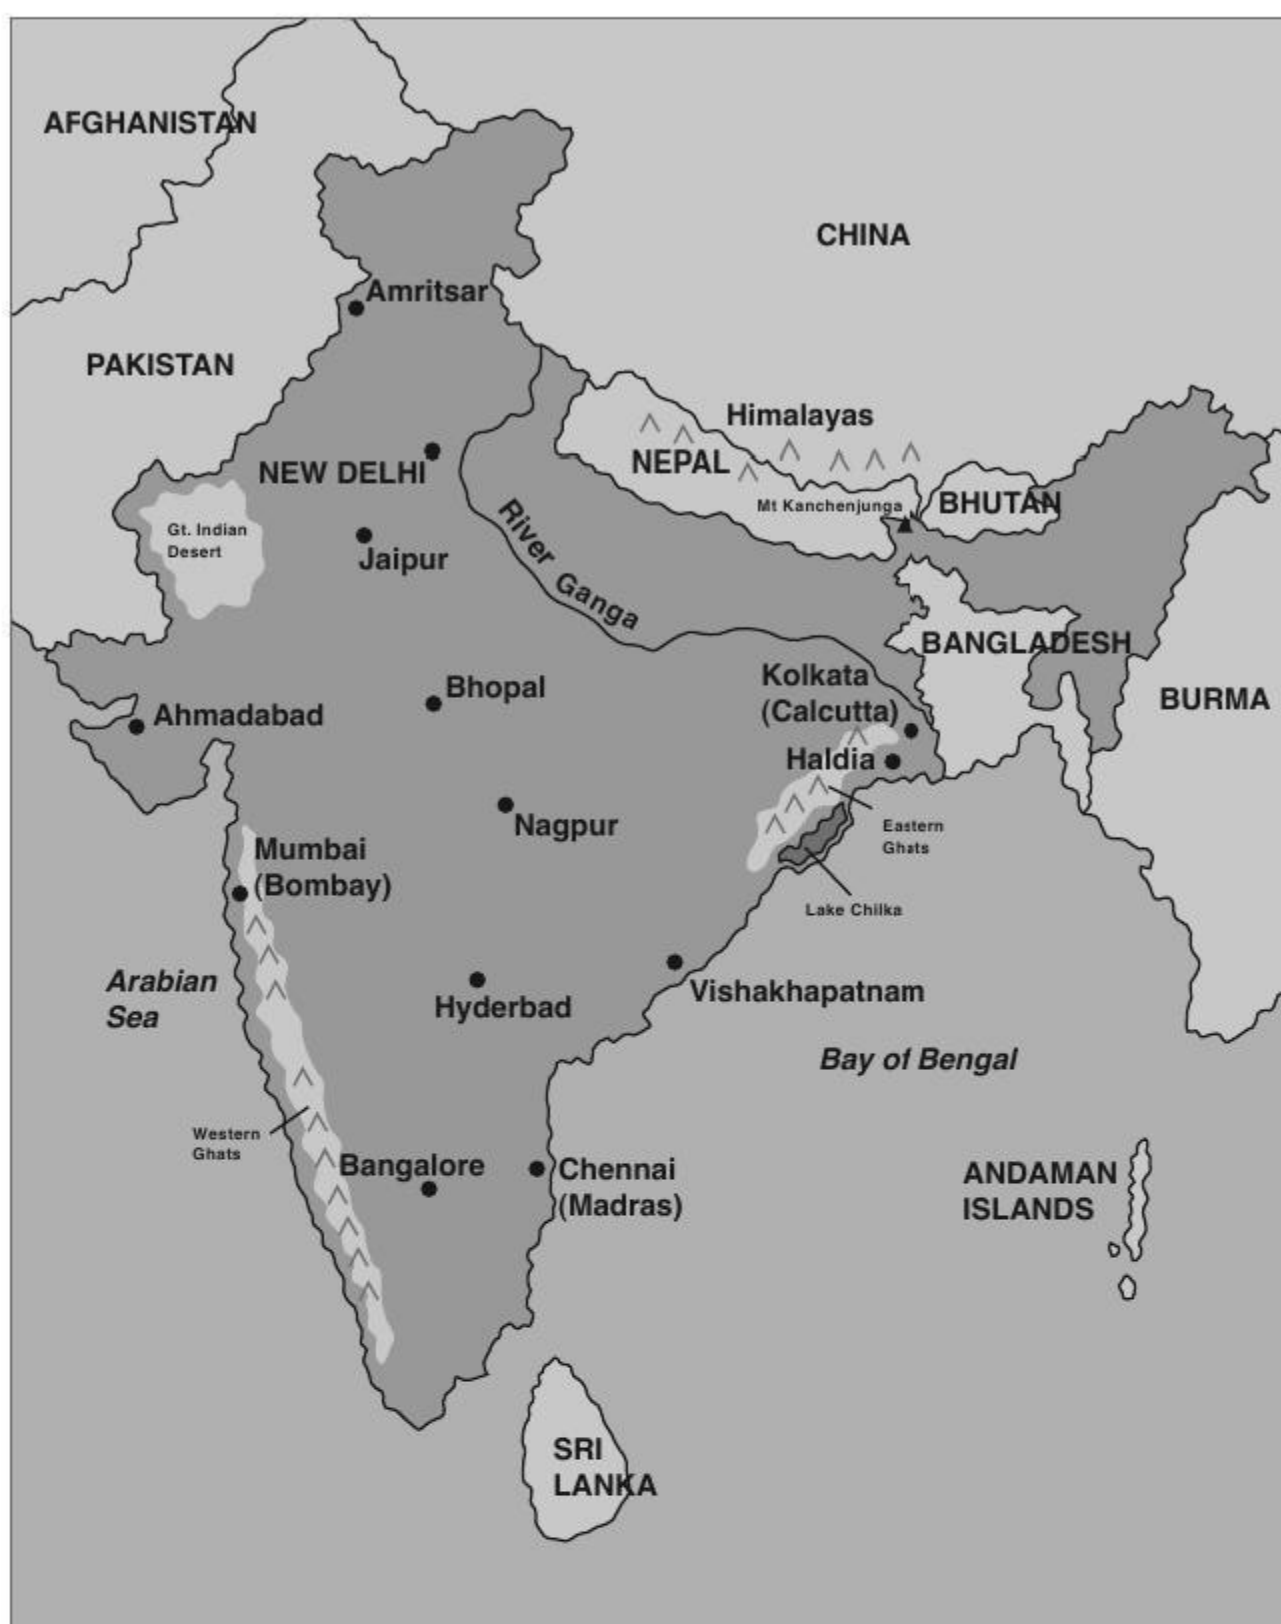 AFGHANISTAN
CHINA
Amritsar
PAKISTAN
Himalayas
NEPAL
NEW DELHI
Mt Kanchenjunga
BHUTAN
Gt. Indian
Desert
Jaipur
River Ganga
BANGLADESH
Kolkata
(Calcutta)
BURMA
Bhopal
Ahmadabad
Haldia
Nagpur
Eastern
Ghats
Mumbai
(Bombay)
Lake Chilka
Arabian
Sea
Vishakhapatnam
Hyderbad
Bay of Bengal
Western
Ghats
Bangalore
Chennai
(Madras)
ANDAMAN
ISLANDS
SRI
LANKA